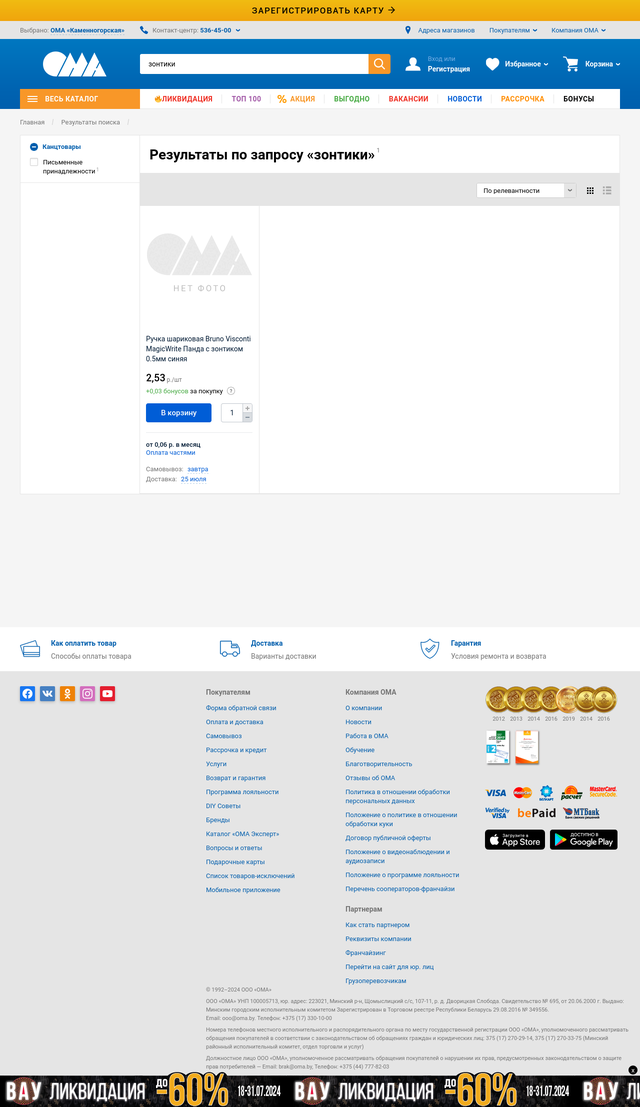 ЗАРЕГИСТРИРОВАТЬ КАРТУ →
Выбрано: ОМА «Каменногорская»
Контакт-центр: 536-45-00
Адреса магазинов
Покупателям
Компания ОМА
ОМА
зонтики
Вход или
Регистрация
Избранное
Корзина
ВЕСЬ КАТАЛОГ
ЛИКВИДАЦИЯ
ТОП 100
% АКЦИЯ
ВЫГОДНО
ВАКАНСИИ
НОВОСТИ
РАССРОЧКА
БОНУСЫ
Главная / Результаты поиска /
Канцтовары
Письменные
принадлежности 1
Результаты по запросу «зонтики» 1
По релевантности
ОМА
НЕТ ФОТО
Ручка шариковая Bruno Visconti
MagicWrite Панда с зонтиком
0.5мм синяя
2,53 р./шт
+0,03 бонусов за покупку
В корзину
1
от 0,06 р. в месяц
Оплата частями
Самовывоз: завтра
Доставка: 25 июля
Как оплатить товар
Способы оплаты товара
Доставка
Варианты доставки
Гарантия
Условия ремонта и возврата
Покупателям
Форма обратной связи
Оплата и доставка
Самовывоз
Рассрочка и кредит
Услуги
Возврат и гарантия
Программа лояльности
DIY Советы
Бренды
Каталог «ОМА Эксперт»
Вопросы и ответы
Подарочные карты
Список товаров-исключений
Мобильное приложение
Компания ОМА
О компании
Новости
Работа в ОМА
Обучение
Благотворительность
Отзывы об ОМА
Политика в отношении обработки
персональных данных
Положение о политике в отношении
обработки куки
Договор публичной оферты
Положение о видеонаблюдении и
аудиозаписи
Положение о программе лояльности
Перечень сооператоров-франчайзи
Партнерам
Как стать партнером
Реквизиты компании
Франчайзинг
Перейти на сайт для юр. лиц
Грузоперевозчикам
2012 2013 2014 2016 2019 2014 2016
VISA MasterCard БЕЛКАРТ расчет MasterCard. SecureCode.
Verified by VISA bePaid МТБанк
Загрузите в
App Store
ДОСТУПНО В
Google Play
© 1992–2024 ООО «ОМА»
ООО «ОМА» УНП 100005713, юр. адрес: 223021, Минский р-н, Щомыслицкий с/с, 107-11, р. д. Дворицкая Слобода. Свидетельство № 695, от 20.06.2000 г. Выдано
Минским городским исполнительным комитетом Зарегистрирован в Торговом реестре Республики Беларусь 29.08.2016 № 349556.
Email: ooo@oma.by. Телефон: +375 (17) 330-10-00
Номера телефонов местного исполнительного и распорядительного органа по месту государственной регистрации ООО «ОМА», уполномоченного рассматривать
обращения покупателей в соответствии с законодательством об обращениях граждан и юридических лиц: 375 (17) 270-29-14, 375 (17) 270-33-75 (Минский
районный исполнительный комитет, отдел торговли и услуг)
Должностное лицо ООО «ОМА», уполномоченное рассматривать обращения покупателей о нарушении их прав, предусмотренных законодательством о защите
прав потребителей — Email: brak@oma.by, Телефон: +375 (44) 777-82-03
x
ВАУ ЛИКВИДАЦИЯ до -60% 18-31.07.2024 ВАУ ЛИКВИДАЦИЯ до -60% 18-31.07.2024 ВАУ Л